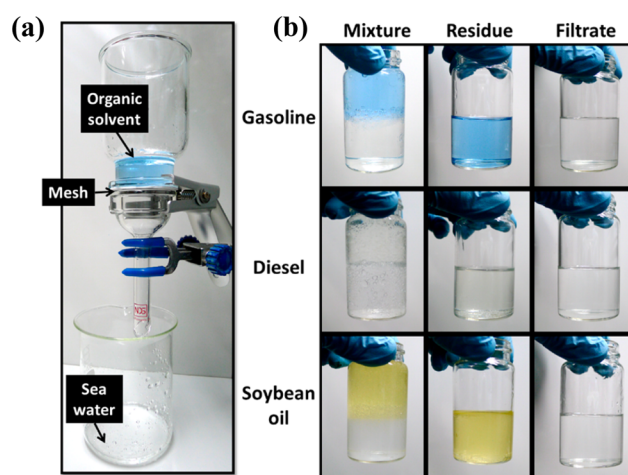 (a)
Organic
solvent
Mesh
Sea
water
(b)
Mixture Residue Filtrate
Gasoline
Diesel
Soybean
oil